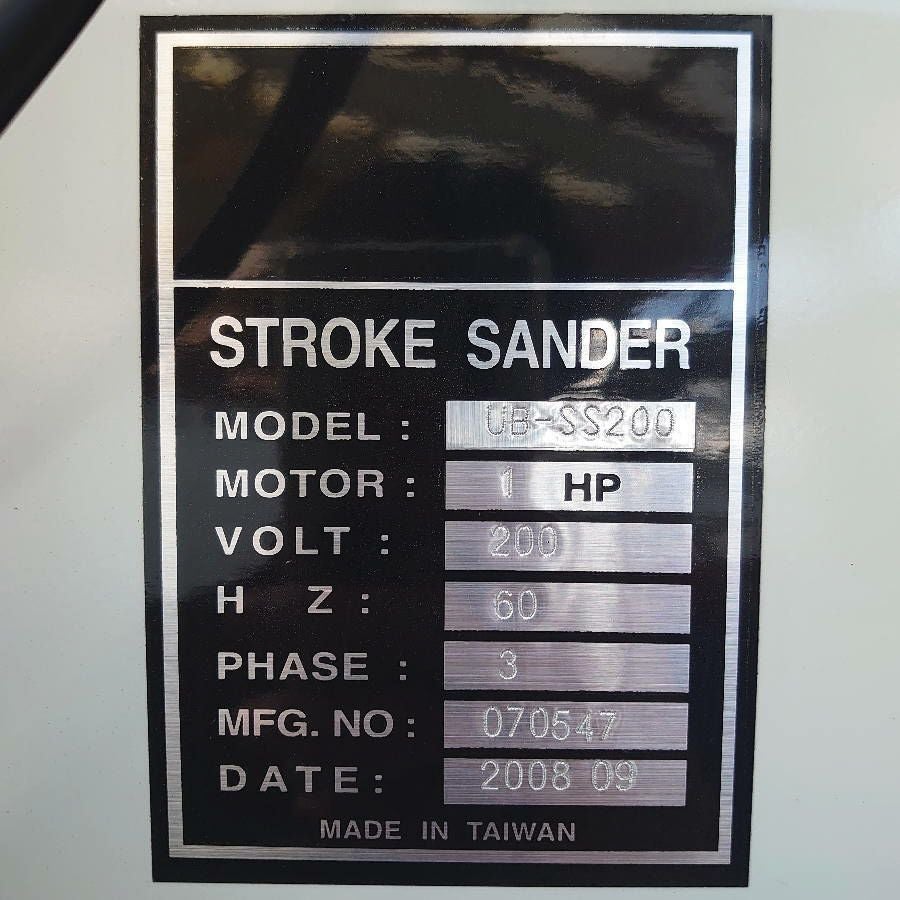 STROKE SANDER
MODEL : UB-SS200
MOTOR : 1 HP
VOLT : 200
H Z : 60
PHASE : 3
MFG. NO : 070547
DATE : 2008 09
MADE IN TAIWAN